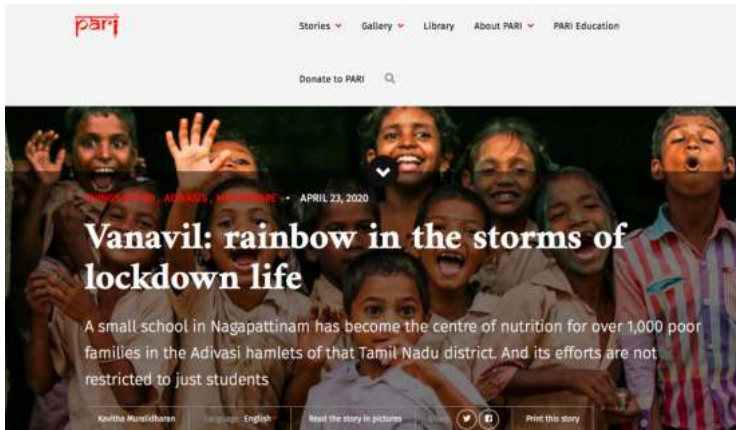 pari
Stories Gallery Library About PARI PARI Education
Donate to PARI
, ADIVASIS, • APRIL 23, 2020
Vanavil: rainbow in the storms of
lockdown life
A small school in Nagapattinam has become the centre of nutrition for over 1,000 poor
families in the Adivasi hamlets of that Tamil Nadu district. And its efforts are not
restricted to just students
Kavitha Muralidharan Language English Read the story in pictures Share Print this story